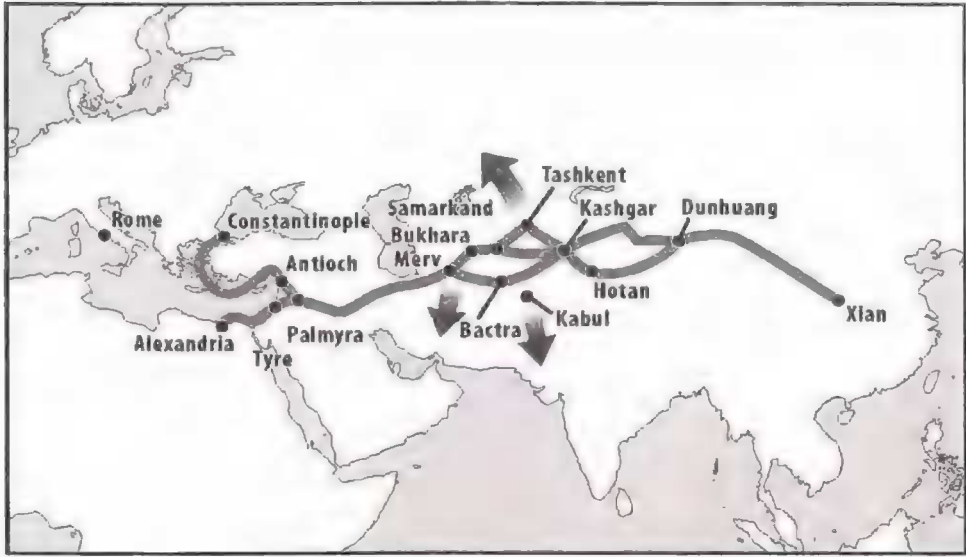 Tashkent
Samarkand
Kashgar
Dunhuang
Rome
Constantinople
Bukhara
Merv
Antioch
Hotan
Xian
Kabul
Bactra
Palmyra
Alexandria
Tyre